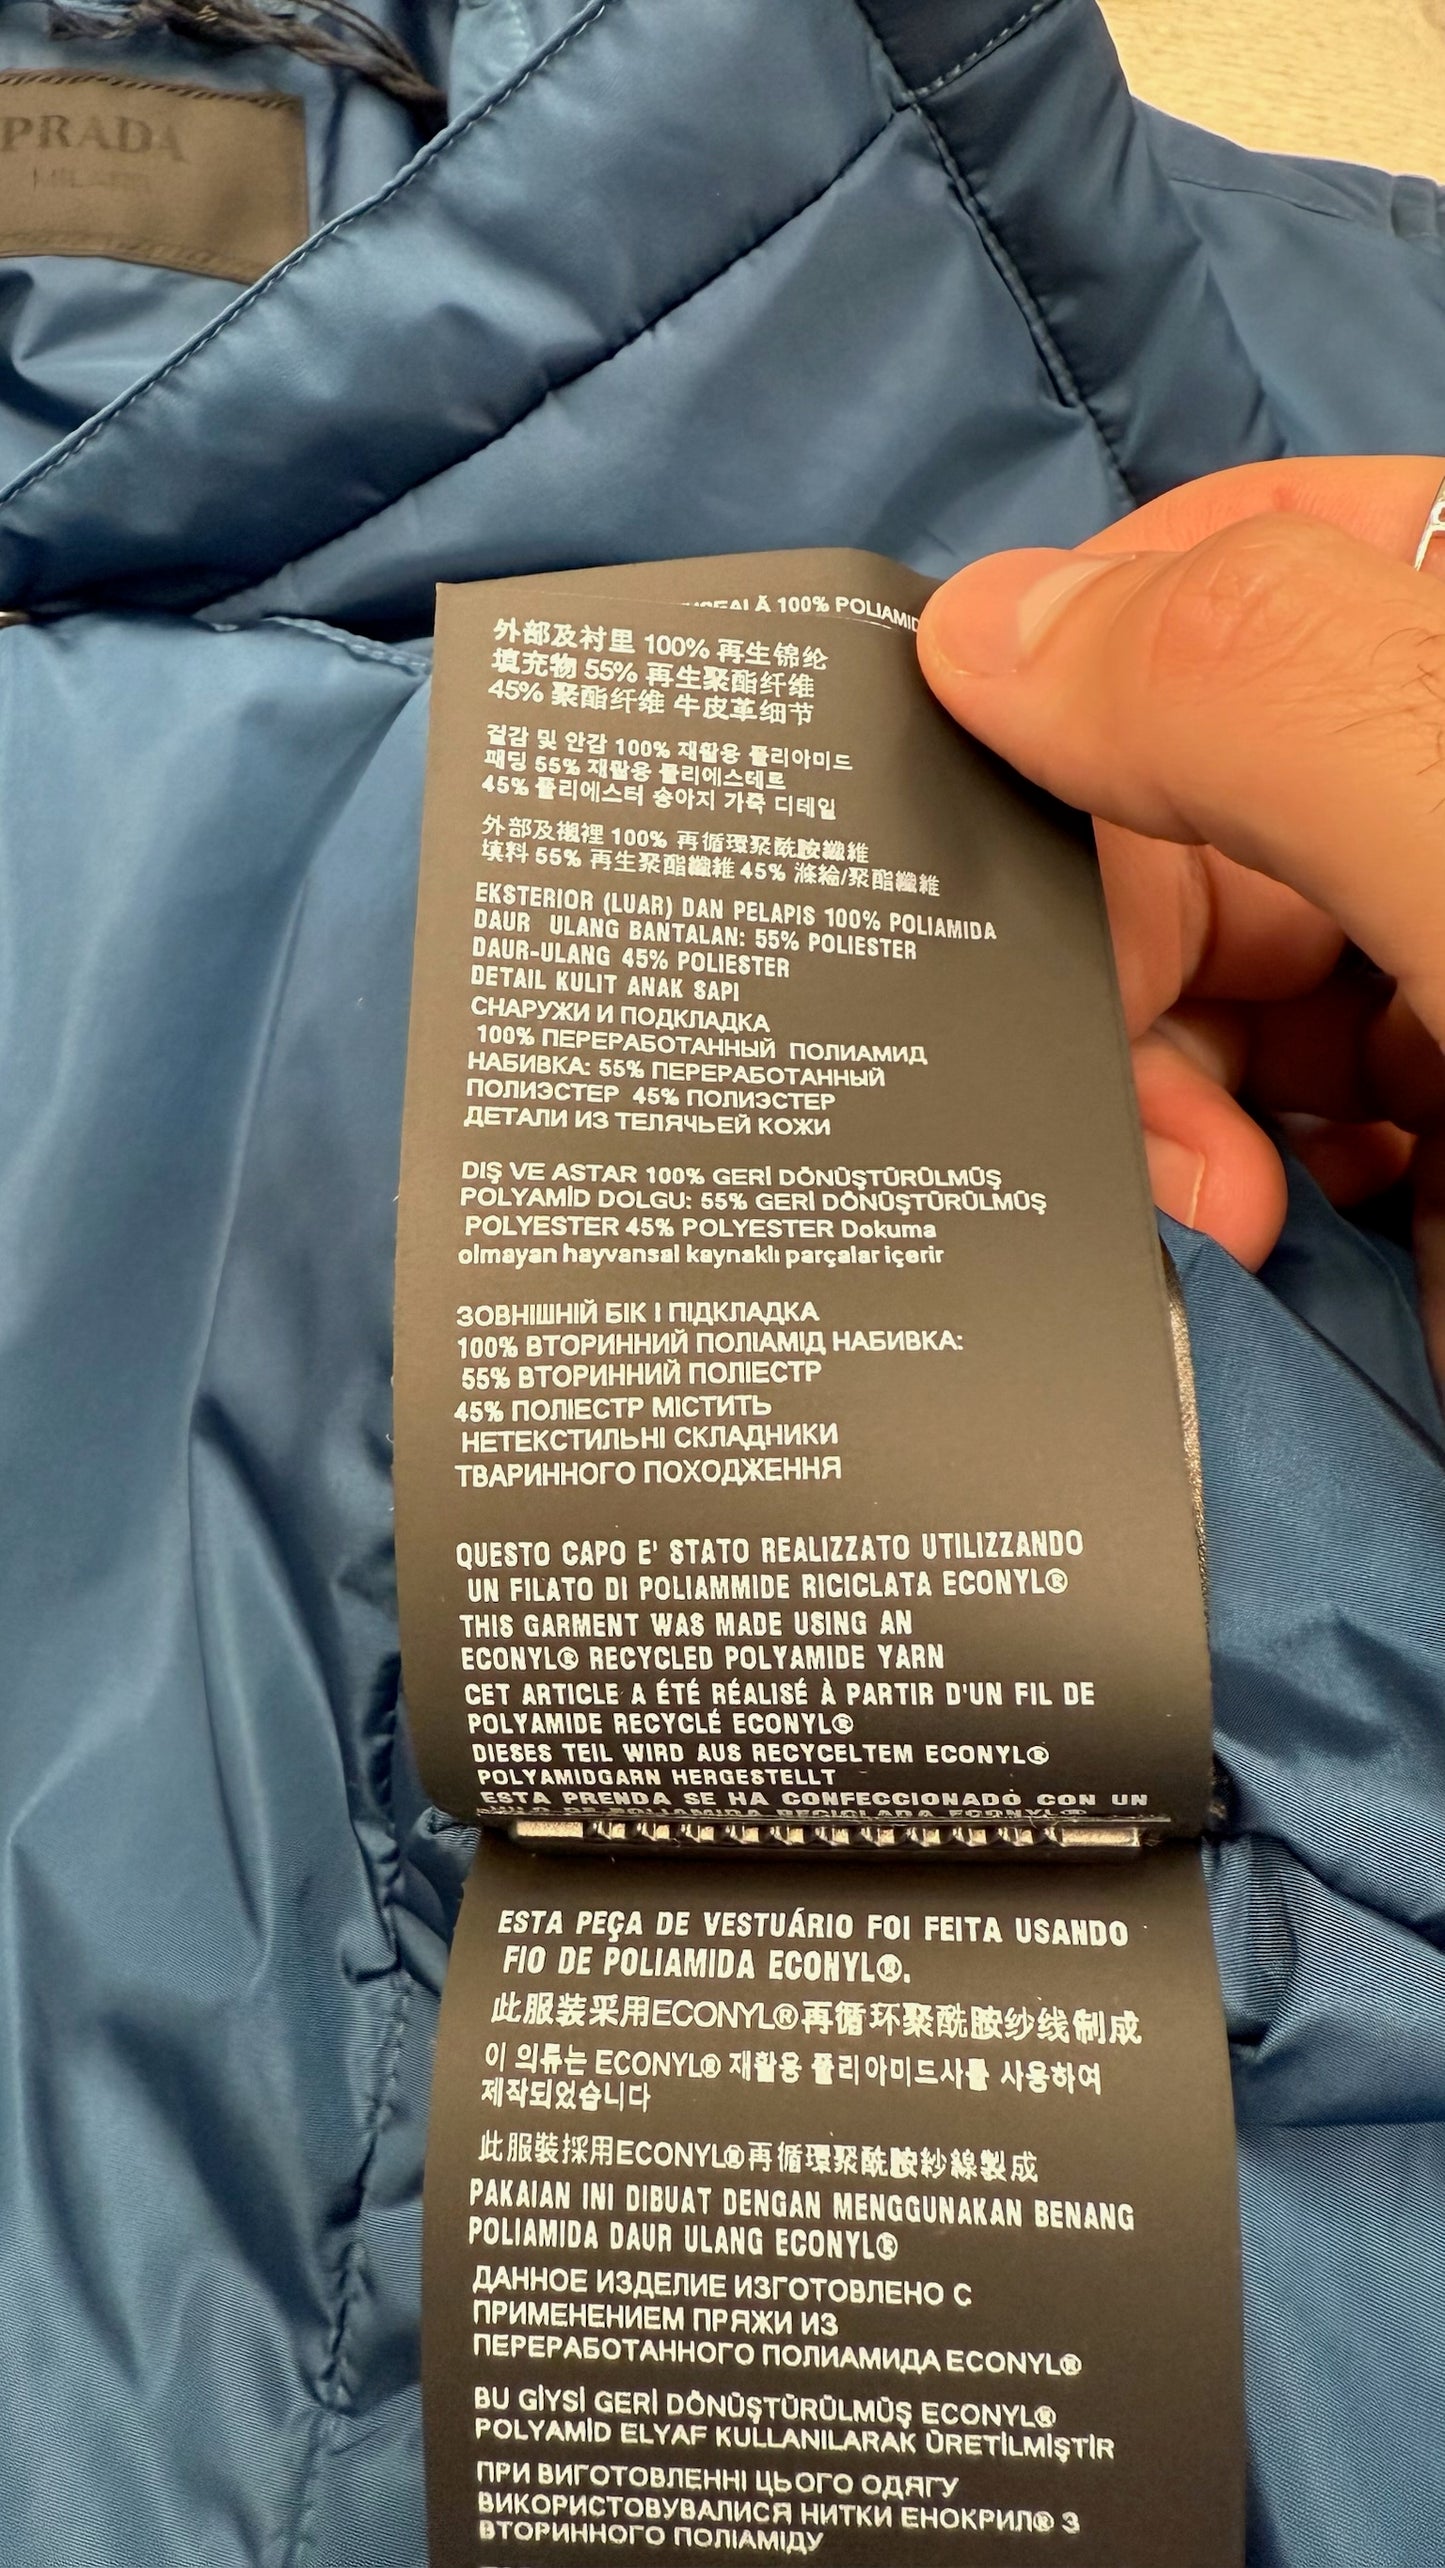 PRADA
MILANO
100% POLIAMID
外部及衬里 100% 再生锦纶
填充物 55% 再生聚酯纤维
45% 聚酯纤维 牛皮革细节
겉감 및 안감 100% 재활용 폴리아미드
패딩 55% 재활용 폴리에스테르
45% 폴리에스터 송아지 가죽 디테일
外部及襯裡 100% 再循環聚酰胺纖維
填料 55% 再生聚酯纖維 45% 滌綸/聚酯纖維
EKSTERIOR (LUAR) DAN PELAPIS 100% POLIAMIDA
DAUR ULANG BANTALAN: 55% POLIESTER
DAUR-ULANG 45% POLIESTER
DETAIL KULIT ANAK SAPI
СНАРУЖИ И ПОДКЛАДКА
100% ПЕРЕРАБОТАННЫЙ ПОЛИАМИД
НАБИВКА: 55% ПЕРЕРАБОТАННЫЙ
ПОЛИЭСТЕР 45% ПОЛИЭСТЕР
ДЕТАЛИ ИЗ ТЕЛЯЧЬЕЙ КОЖИ
DIŞ VE ASTAR 100% GERİ DÖNÜŞTÜRÜLMÜŞ
POLYAMİD DOLGU: 55% GERİ DÖNÜŞTÜRÜLMÜŞ
POLYESTER 45% POLYESTER Dokuma
olmayan hayvansal kaynaklı parçalar içerir
ЗОВНІШНІЙ БІК І ПІДКЛАДКА
100% ВТОРИННИЙ ПОЛІАМІД НАБИВКА:
55% ВТОРИННИЙ ПОЛІЕСТР
45% ПОЛІЕСТР МІСТИТЬ
НЕТЕКСТИЛЬНІ СКЛАДНИКИ
ТВАРИННОГО ПОХОДЖЕННЯ
QUESTO CAPO E' STATO REALIZZATO UTILIZZANDO
UN FILATO DI POLIAMMIDE RICICLATA ECONYL®
THIS GARMENT WAS MADE USING AN
ECONYL® RECYCLED POLYAMIDE YARN
CET ARTICLE A ÉTÉ RÉALISÉ À PARTIR D'UN FIL DE
POLYAMIDE RECYCLÉ ECONYL®
DIESES TEIL WIRD AUS RECYCELTEM ECONYL®
POLYAMIDGARN HERGESTELLT
ESTA PRENDA SE HA CONFECCIONADO CON UN
HILO DE POLIAMIDA RECICLADA ECONYL®
ESTA PEÇA DE VESTUÁRIO FOI FEITA USANDO
FIO DE POLIAMIDA ECONYL®.
此服装采用ECONYL®再循环聚酰胺纱线制成
이 의류는 ECONYL® 재활용 폴리아미드사를 사용하여
제작되었습니다
此服裝採用ECONYL®再循環聚酰胺紗線製成
PAKAIAN INI DIBUAT DENGAN MENGGUNAKAN BENANG
POLIAMIDA DAUR ULANG ECONYL®
ДАННОЕ ИЗДЕЛИЕ ИЗГОТОВЛЕНО С
ПРИМЕНЕНИЕМ ПРЯЖИ ИЗ
ПЕРЕРАБОТАННОГО ПОЛИАМИДА ECONYL®
BU GİYSİ GERİ DÖNÜŞTÜRÜLMÜŞ ECONYL®
POLYAMİD ELYAF KULLANILARAK ÜRETİLMİŞTİR
ПРИ ВИГОТОВЛЕННІ ЦЬОГО ОДЯГУ
ВИКОРИСТОВУВАЛИСЯ НИТКИ ЕНОКРИЛ® З
ВТОРИННОГО ПОЛІАМІДУ